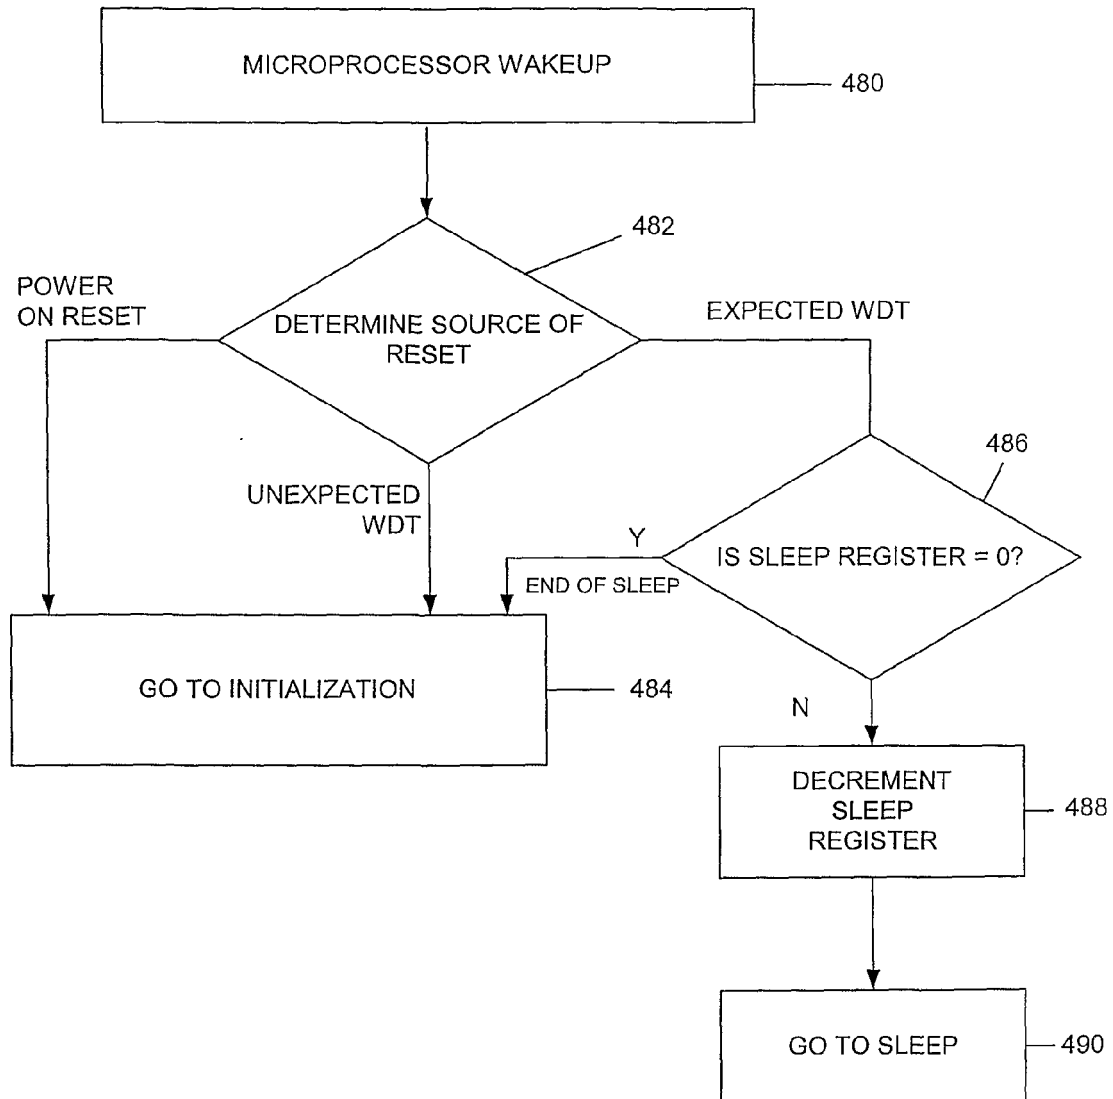 MICROPROCESSOR WAKEUP
480
482
POWER
ON RESET
DETERMINE SOURCE OF
RESET
EXPECTED WDT
486
UNEXPECTED
WDT
Y
IS SLEEP REGISTER = 0?
END OF SLEEP
GO TO INITIALIZATION
484
N
DECREMENT
SLEEP
REGISTER
488
GO TO SLEEP
490